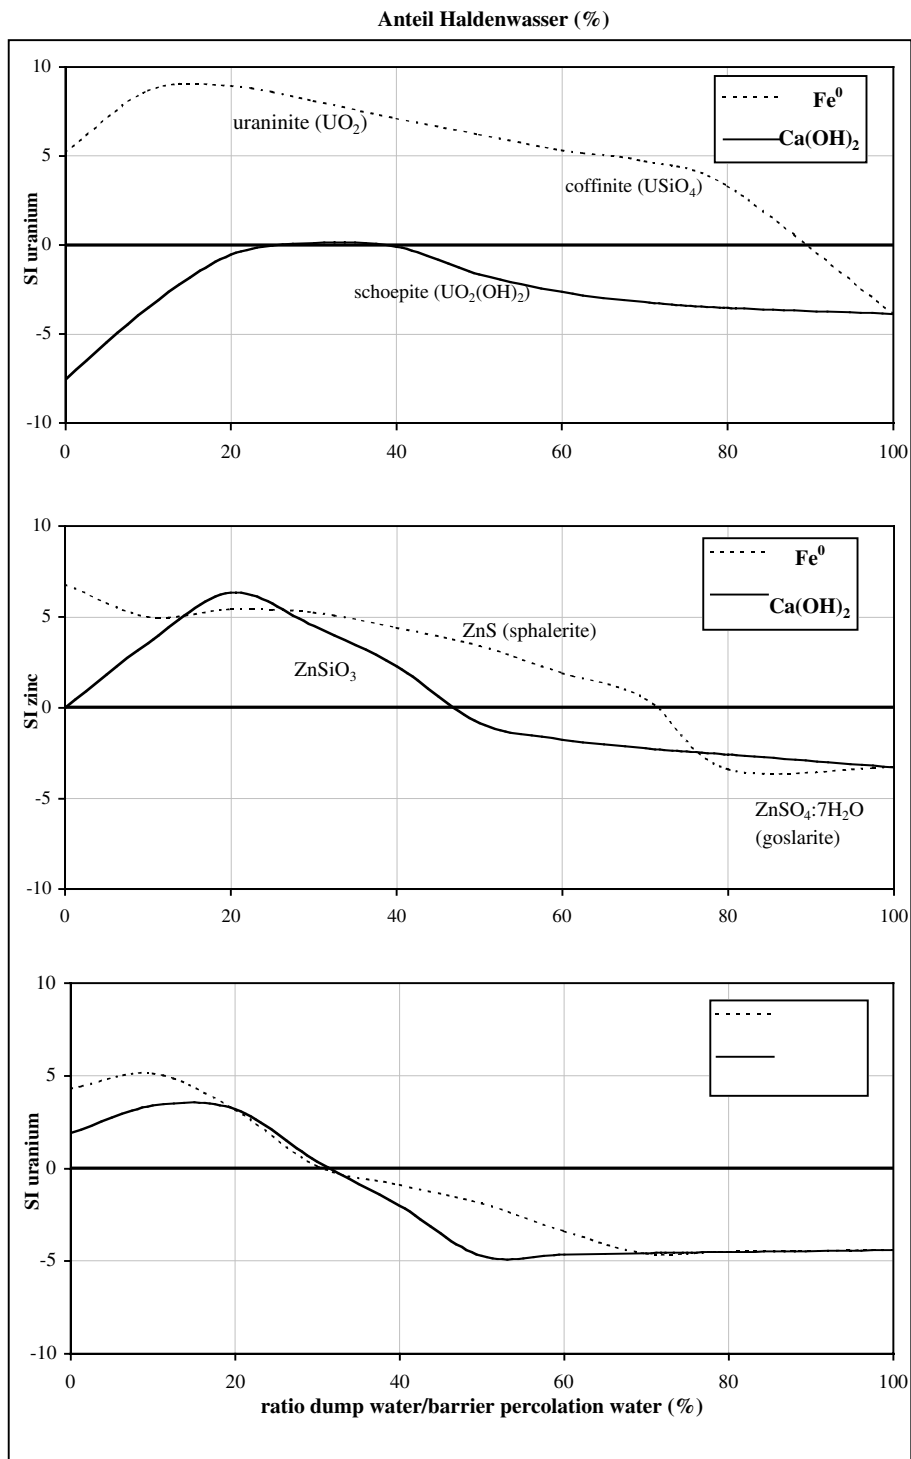 Anteil Haldenwasser (%)
10
5
0
-5
-10
SI uranium
Fe⁰
Ca(OH)₂
uraninite (UO₂)
coffinite (USiO₄)
schoepite (UO₂(OH)₂)
0 20 40 60 80 100
10
5
0
-5
-10
SI zinc
Fe⁰
Ca(OH)₂
ZnS (sphalerite)
ZnSiO₃
ZnSO₄:7H₂O
(goslarite)
0 20 40 60 80 100
10
5
0
-5
-10
SI uranium
0 20 40 60 80 100
ratio dump water/barrier percolation water (%)